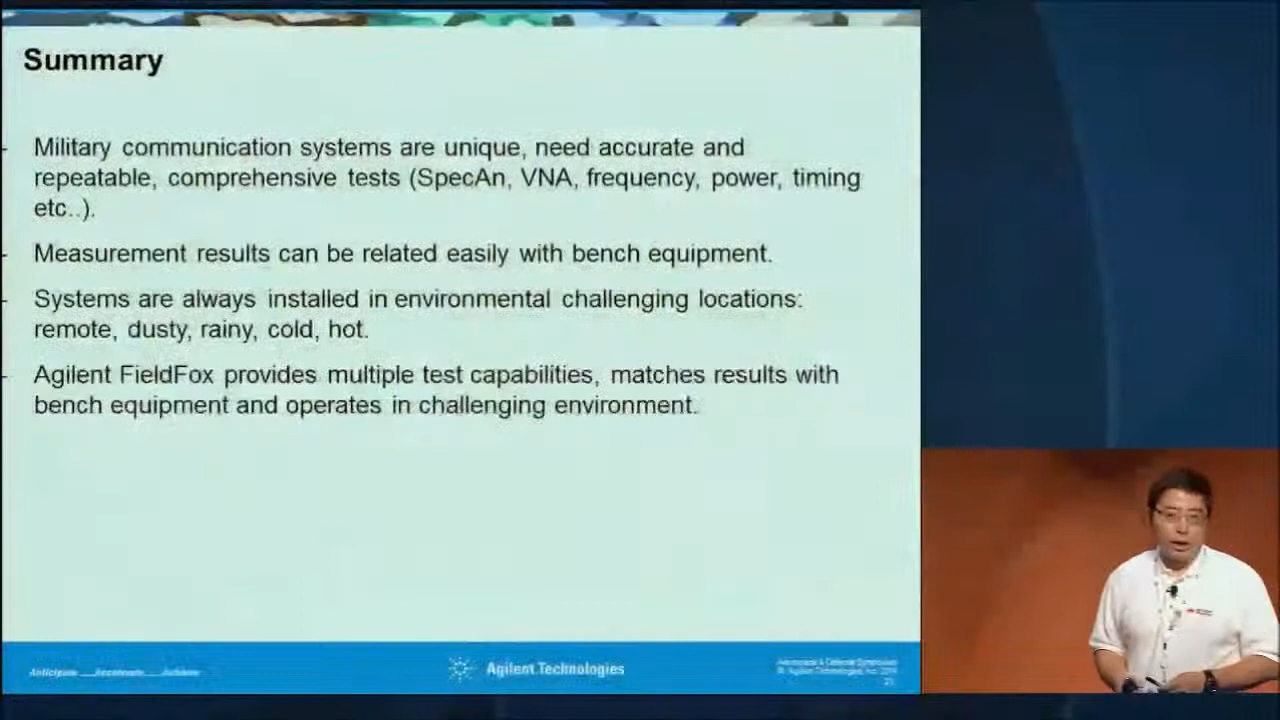 Summary
Military communication systems are unique, need accurate and
repeatable, comprehensive tests (SpecAn, VNA, frequency, power, timing
etc..).
Measurement results can be related easily with bench equipment.
Systems are always installed in environmental challenging locations:
remote, dusty, rainy, cold, hot.
Agilent FieldFox provides multiple test capabilities, matches results with
bench equipment and operates in challenging environment.
Agilent Technologies